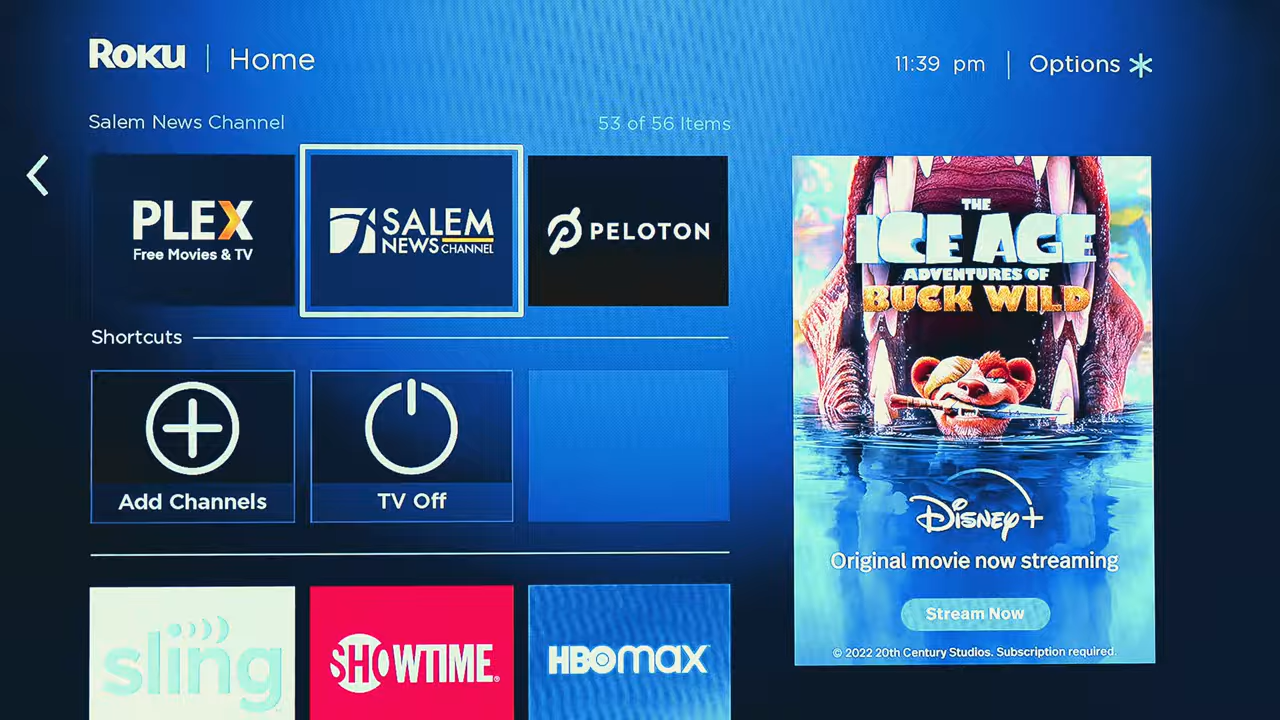 Roku | Home
11:39 pm | Options
Salem News Channel
53 of 56 Items
PLEX
Free Movies & TV
SALEM
NEWS CHANNEL
PELOTON
THE
ICE AGE
ADVENTURES OF
BUCK WILD
Shortcuts
Add Channels
TV Off
Disney+
Original movie now streaming
Stream Now
© 2022 20th Century Studios. Subscription required.
sling
SHOWTIME®
HBOMAX